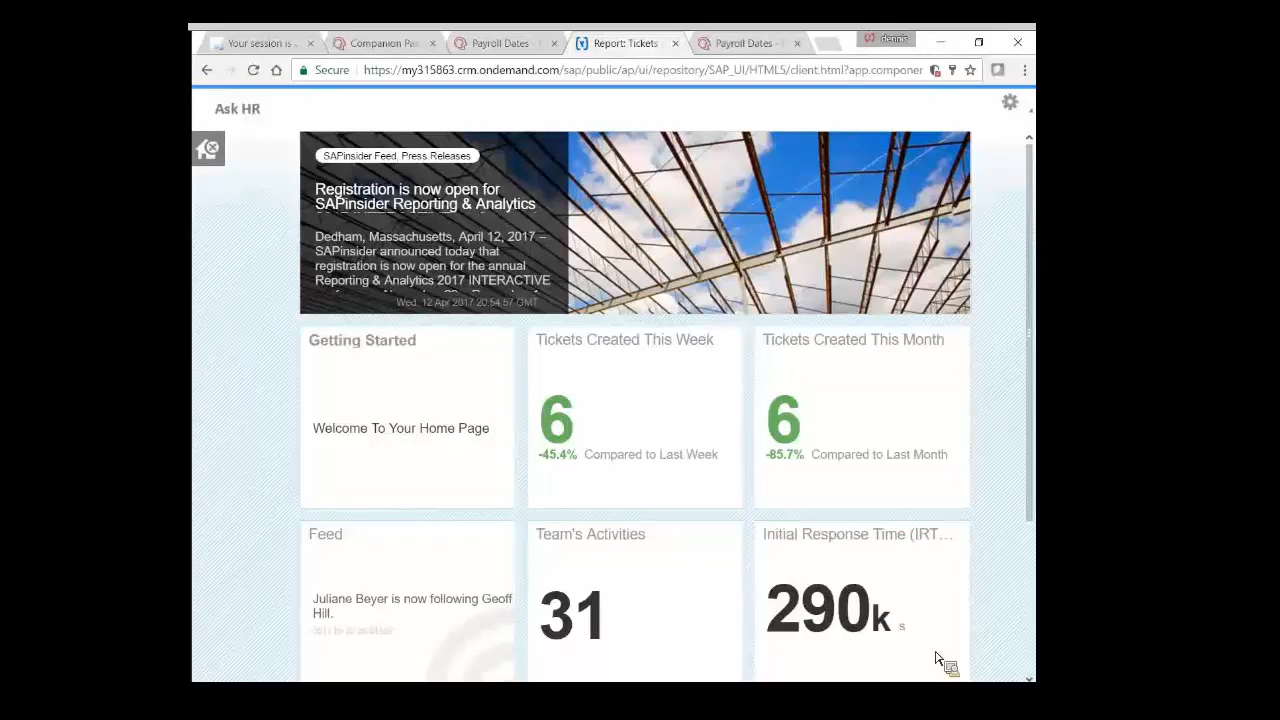 Your session is
Companion Pa
Payroll Dates -
Report: Tickets
Payroll Dates -
dennis
Secure
https://my315863.crm.ondemand.com/sap/public/ap/ui/repository/SAP_UI/HTML5/client.html?app.componer
Ask HR
SAPinsider Feed, Press Releases
Registration is now open for
SAPinsider Reporting & Analytics
Dedham, Massachusetts, April 12, 2017 –
SAPinsider announced today that
registration is now open for the annual
Reporting & Analytics 2017 INTERACTIVE
Wed, 12 Apr 2017 20:54:57 GMT
Getting Started
Welcome To Your Home Page
Tickets Created This Week
6
-45.4% Compared to Last Week
Tickets Created This Month
6
-85.7% Compared to Last Month
Feed
Juliane Beyer is now following Geoff
Hill.
Team's Activities
31
Initial Response Time (IRT...
290k s